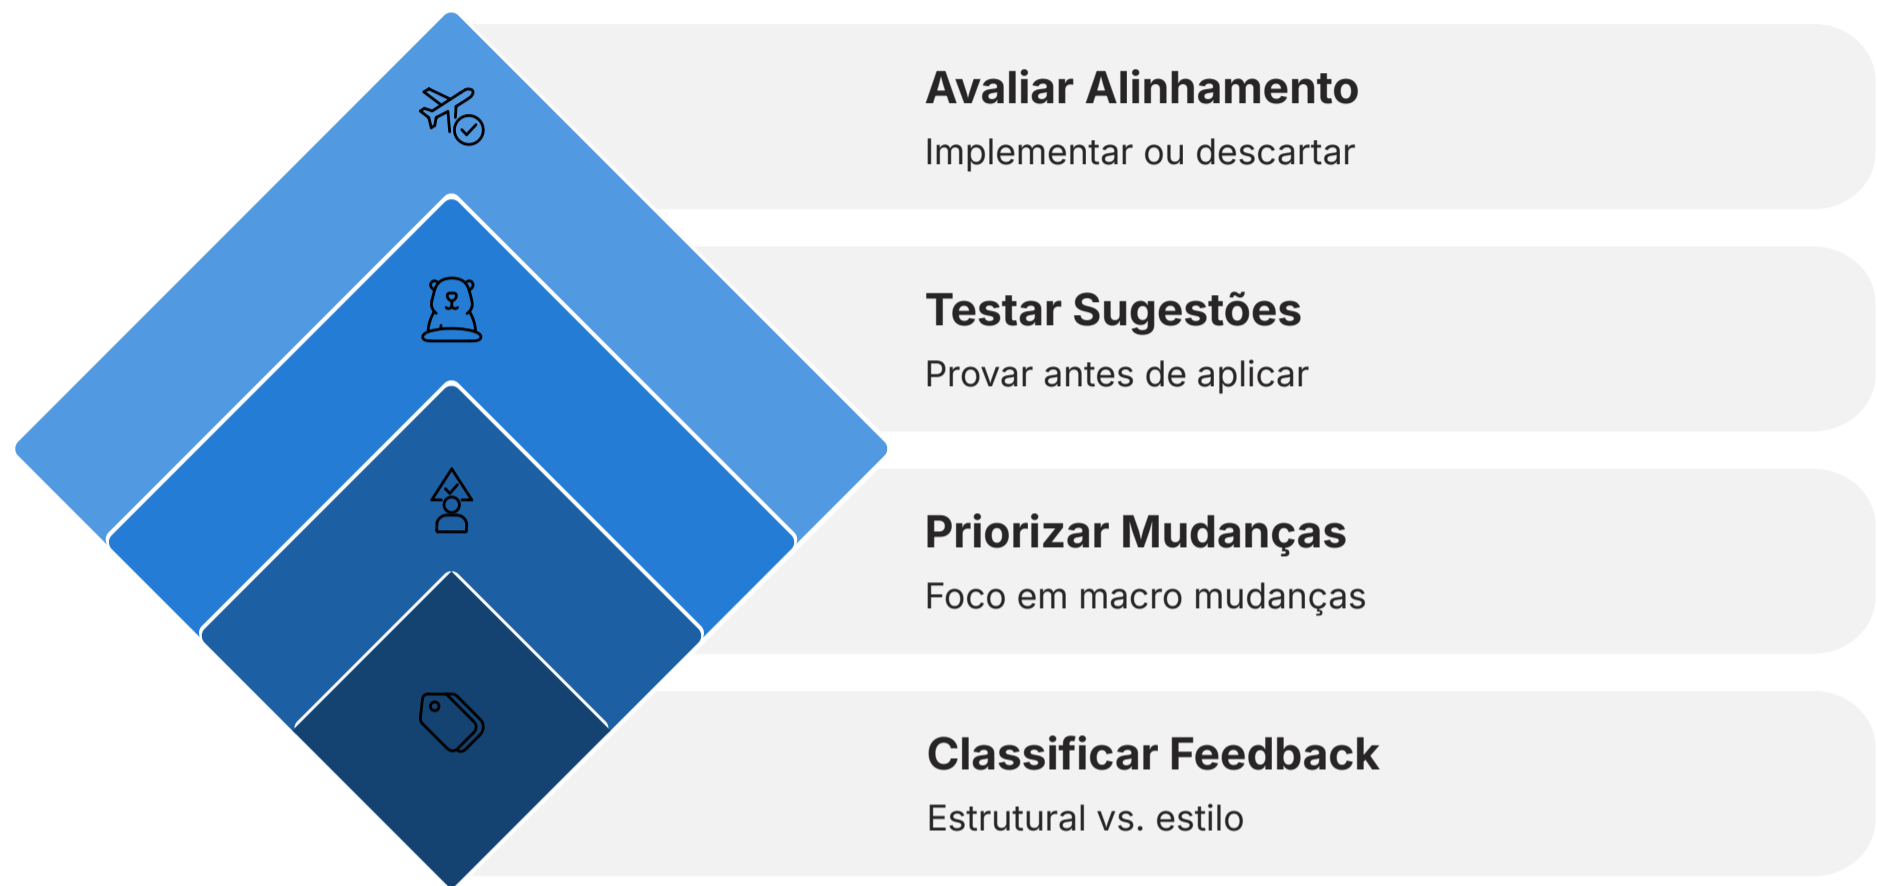 Avaliar Alinhamento
Implementar ou descartar
Testar Sugestões
Provar antes de aplicar
Priorizar Mudanças
Foco em macro mudanças
Classificar Feedback
Estrutural vs. estilo